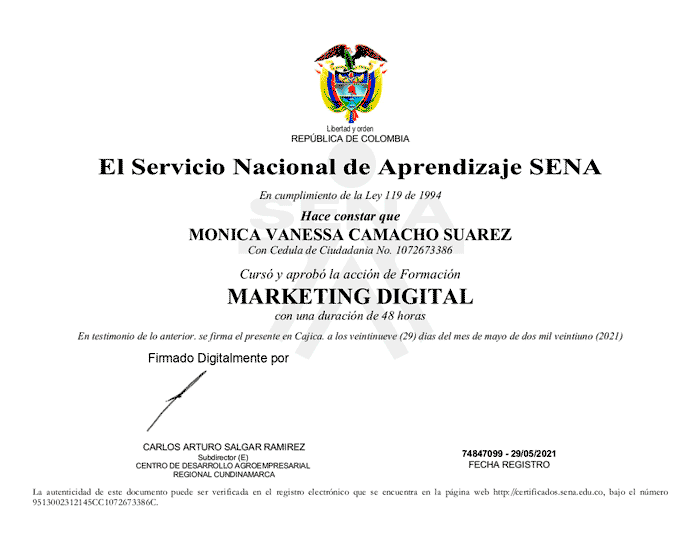 Libertad y orden
REPÚBLICA DE COLOMBIA
El Servicio Nacional de Aprendizaje SENA
En cumplimiento de la Ley 119 de 1994
SENA
Hace constar que
MONICA VANESSA CAMACHO SUAREZ
Con Cedula de Ciudadania No. 1072673386
Cursó y aprobó la acción de Formación
MARKETING DIGITAL
con una duración de 48 horas
En testimonio de lo anterior. se firma el presente en Cajica. a los veintinueve (29) dias del mes de mayo de dos mil veintiuno (2021)
Firmado Digitalmente por
CARLOS ARTURO SALGAR RAMIREZ
Subdirector (E)
CENTRO DE DESARROLLO AGROEMPRESARIAL
REGIONAL CUNDINAMARCA
74847099 - 29/05/2021
FECHA REGISTRO
La autenticidad de este documento puede ser verificada en el registro electrónico que se encuentra en la página web http://certificados.sena.edu.co, bajo el número
9513002312145CC1072673386C.